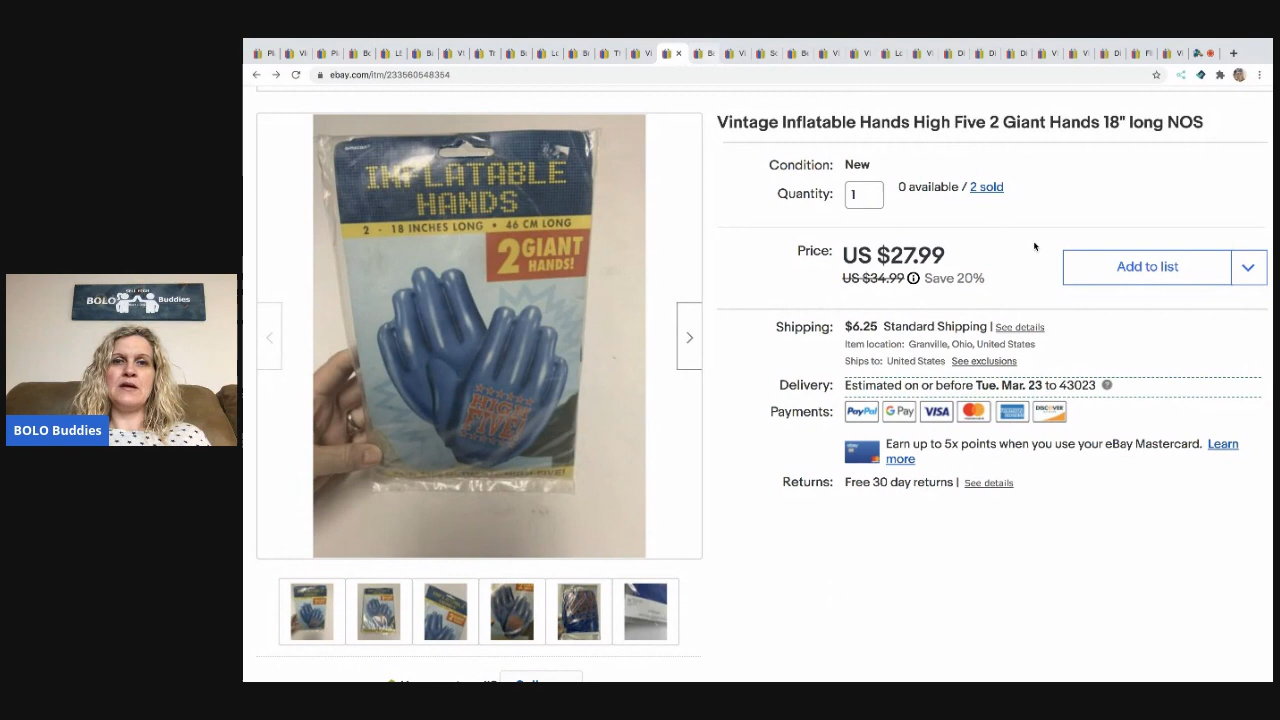 ebay.com/itm/233560548354
Vintage Inflatable Hands High Five 2 Giant Hands 18" long NOS
Condition: New
Quantity: 1 0 available / 2 sold
Price: US $27.99
US $34.99 Save 20%
Add to list
Shipping: $6.25 Standard Shipping | See details
Item location: Granville, Ohio, United States
Ships to: United States See exclusions
Delivery: Estimated on or before Tue. Mar. 23 to 43023
Payments: PayPal G Pay VISA DISCOVER
Earn up to 5x points when you use your eBay Mastercard. Learn
more
Returns: Free 30 day returns | See details
amscan
INFLATABLE
HANDS
2 - 18 INCHES LONG • 46 CM LONG
2 GIANT
HANDS!
HIGH
FIVE
BOLO Buddies
BOLO Buddies